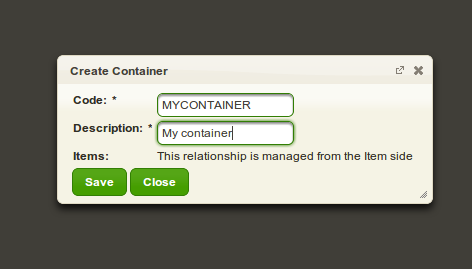 Create Container
Code: * MYCONTAINER
Description: * My container
Items: This relationship is managed from the Item side
Save Close